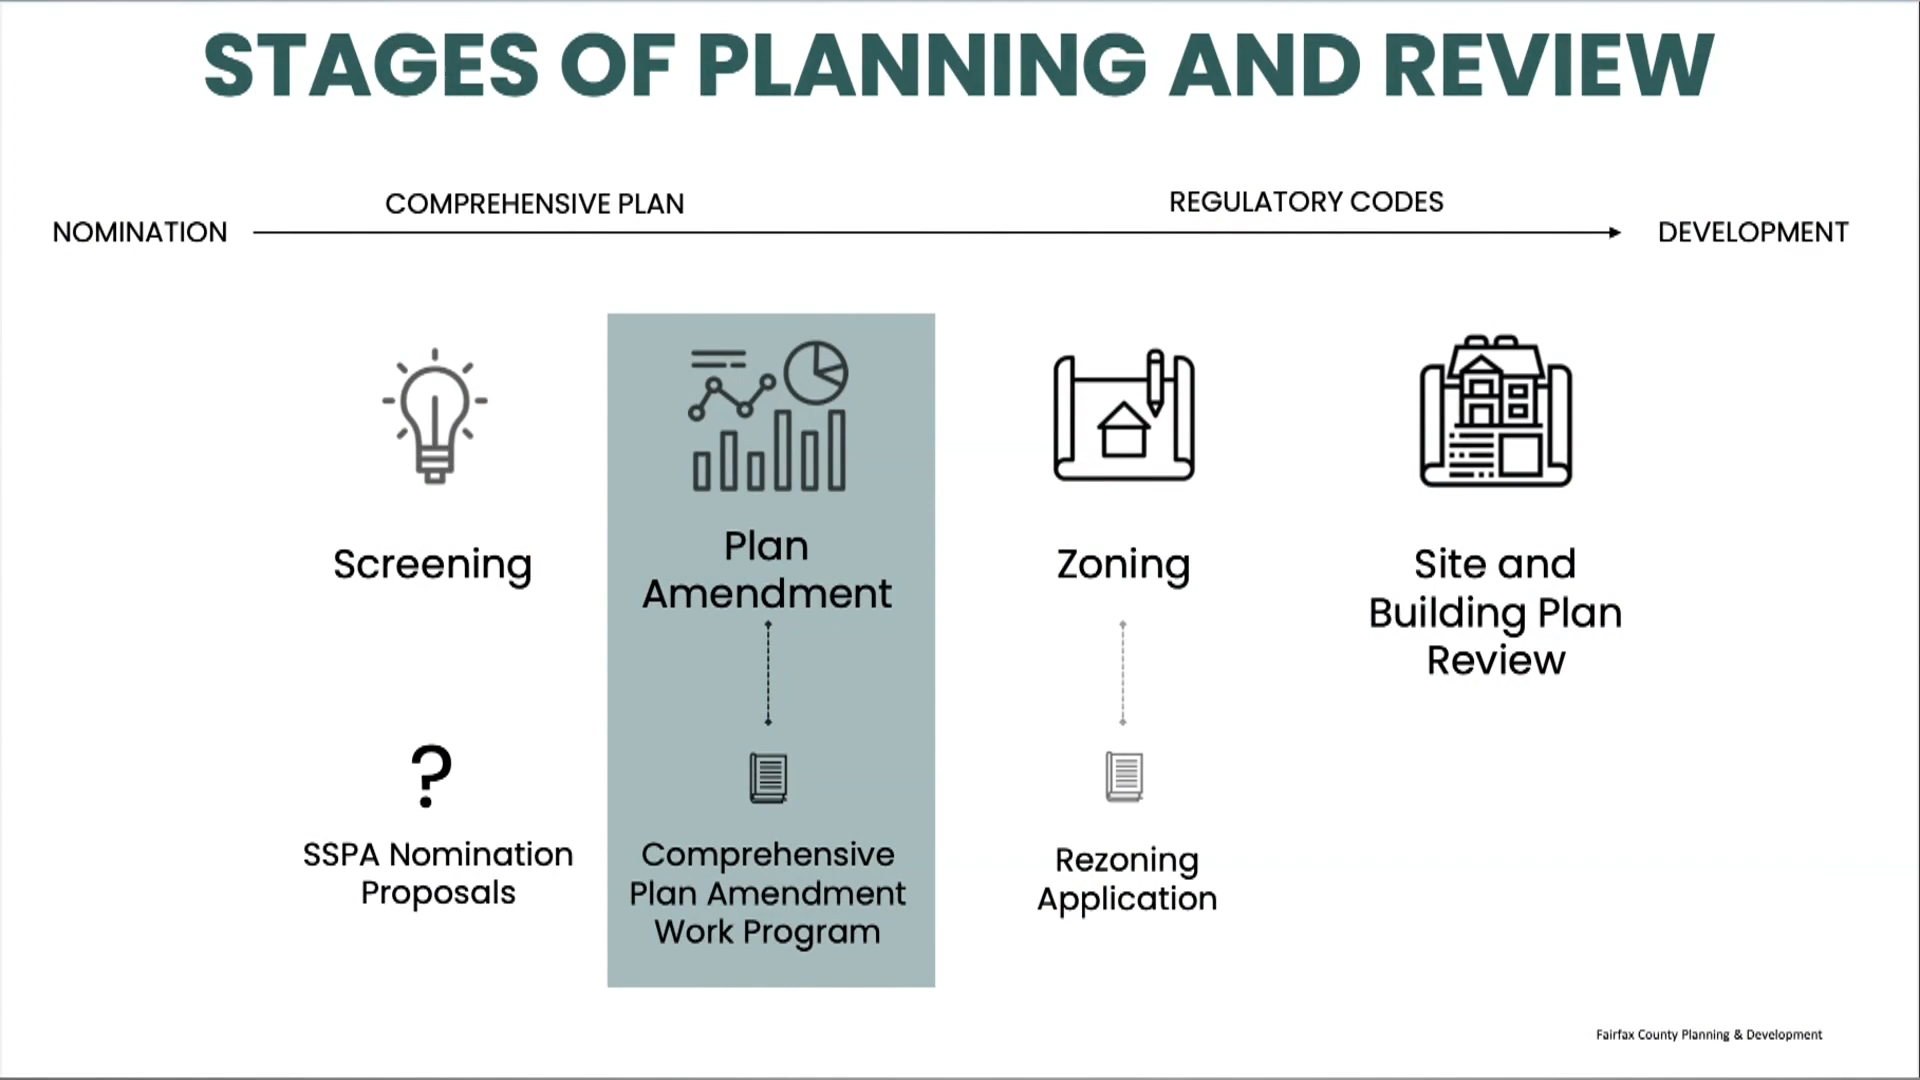 STAGES OF PLANNING AND REVIEW
COMPREHENSIVE PLAN
REGULATORY CODES
NOMINATION
DEVELOPMENT
Screening
Plan
Amendment
Zoning
Site and
Building Plan
Review
?
SSPA Nomination
Proposals
Comprehensive
Plan Amendment
Work Program
Rezoning
Application
Fairfax County Planning & Development